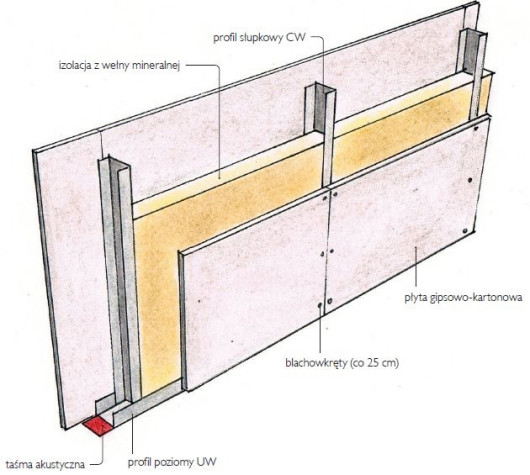 profil słupkowy CW
izolacja z wełny mineralnej
płyta gipsowo-kartonowa
blachowkręty (co 25 cm)
taśma akustyczna
profil poziomy UW